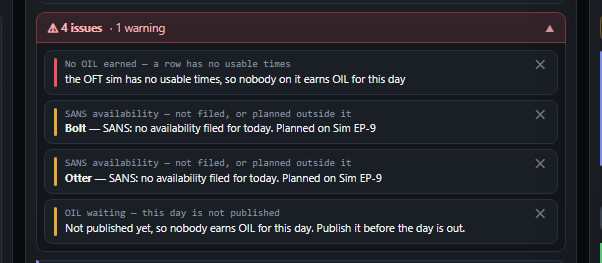 ⚠ 4 issues · 1 warning ▲
No OIL earned — a row has no usable times
the OFT sim has no usable times, so nobody on it earns OIL for this day
SANS availability — not filed, or planned outside it
Bolt — SANS: no availability filed for today. Planned on Sim EP-9
SANS availability — not filed, or planned outside it
Otter — SANS: no availability filed for today. Planned on Sim EP-9
OIL waiting — this day is not published
Not published yet, so nobody earns OIL for this day. Publish it before the day is out.